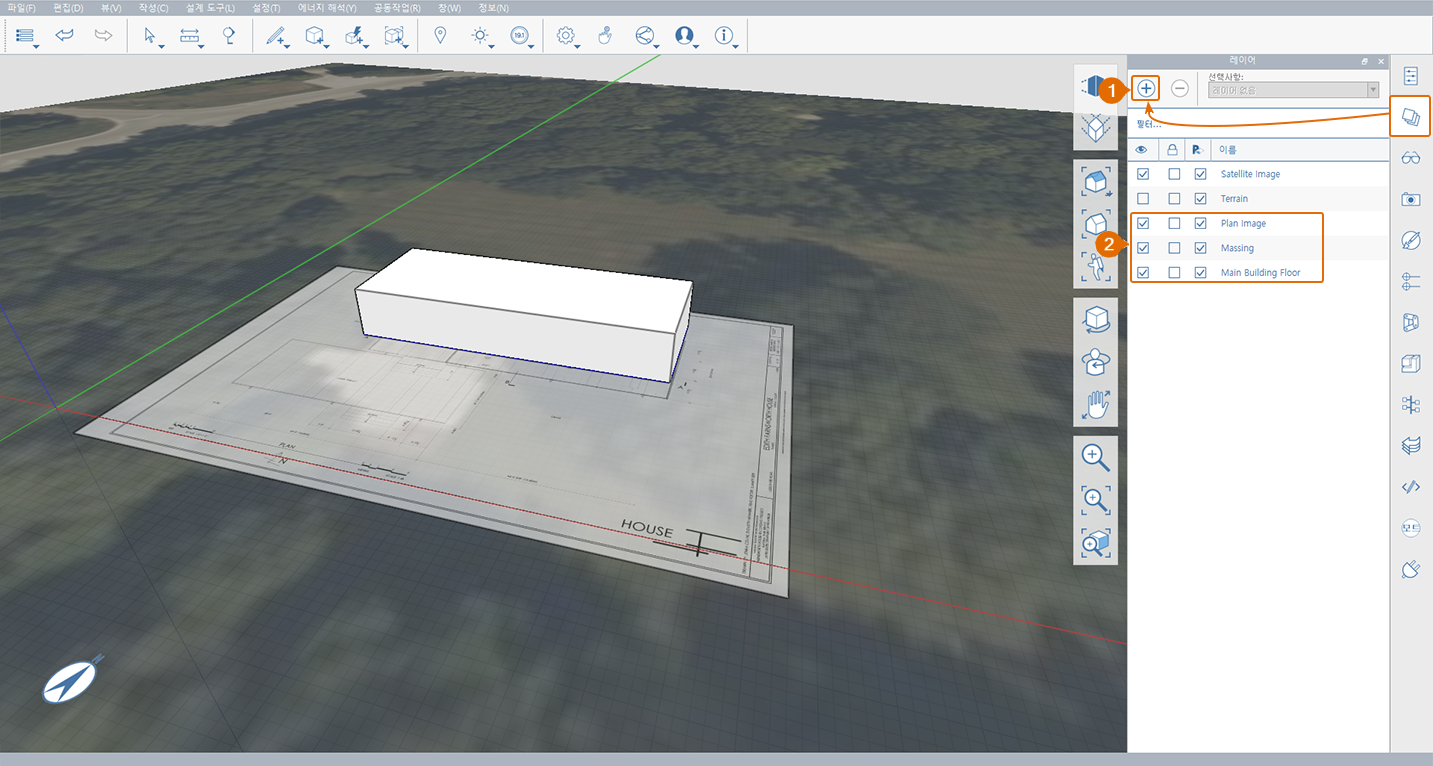 파일(F) 편집(D) 뷰(V) 작성(C) 설계 도구(L) 설정(T) 에너지 해석(Y) 공동작업(R) 창(W) 정보(N)
19.1
레이어
1
선택사항:
레이어 없음
필터...
이름
Satellite Image
Terrain
Plan Image
2
Massing
Main Building Floor
PLAN
N
HOUSE